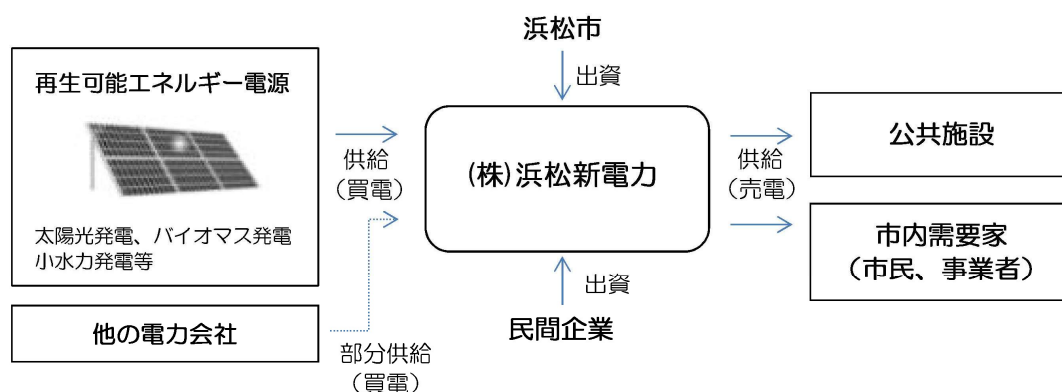 浜松市
出資
再生可能エネルギー電源
太陽光発電、バイオマス発電
小水力発電等
供給
(買電)
(株)浜松新電力
供給
(売電)
公共施設
市内需要家
(市民、事業者)
出資
民間企業
他の電力会社
部分供給
(買電)